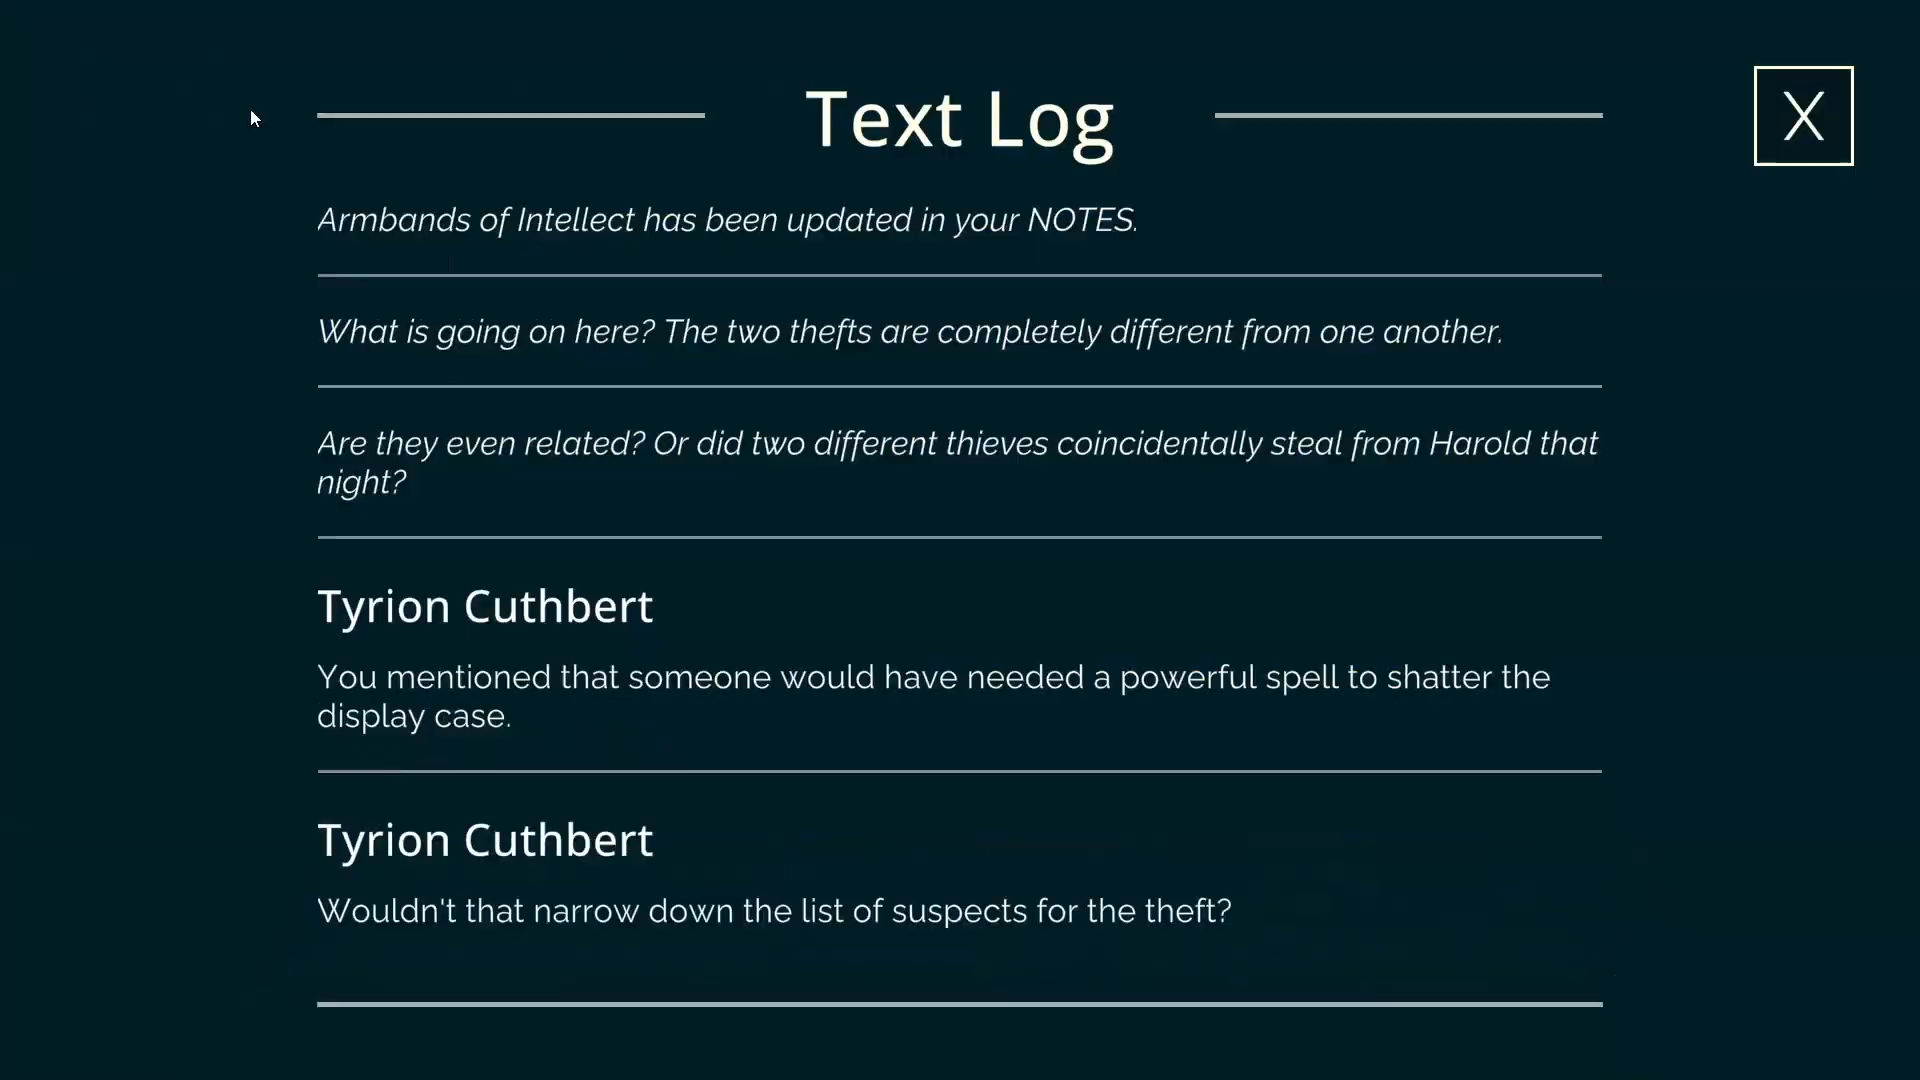 Text Log
X
Armbands of Intellect has been updated in your NOTES.
What is going on here? The two thefts are completely different from one another.
Are they even related? Or did two different thieves coincidentally steal from Harold that
night?
Tyrion Cuthbert
You mentioned that someone would have needed a powerful spell to shatter the
display case.
Tyrion Cuthbert
Wouldn't that narrow down the list of suspects for the theft?